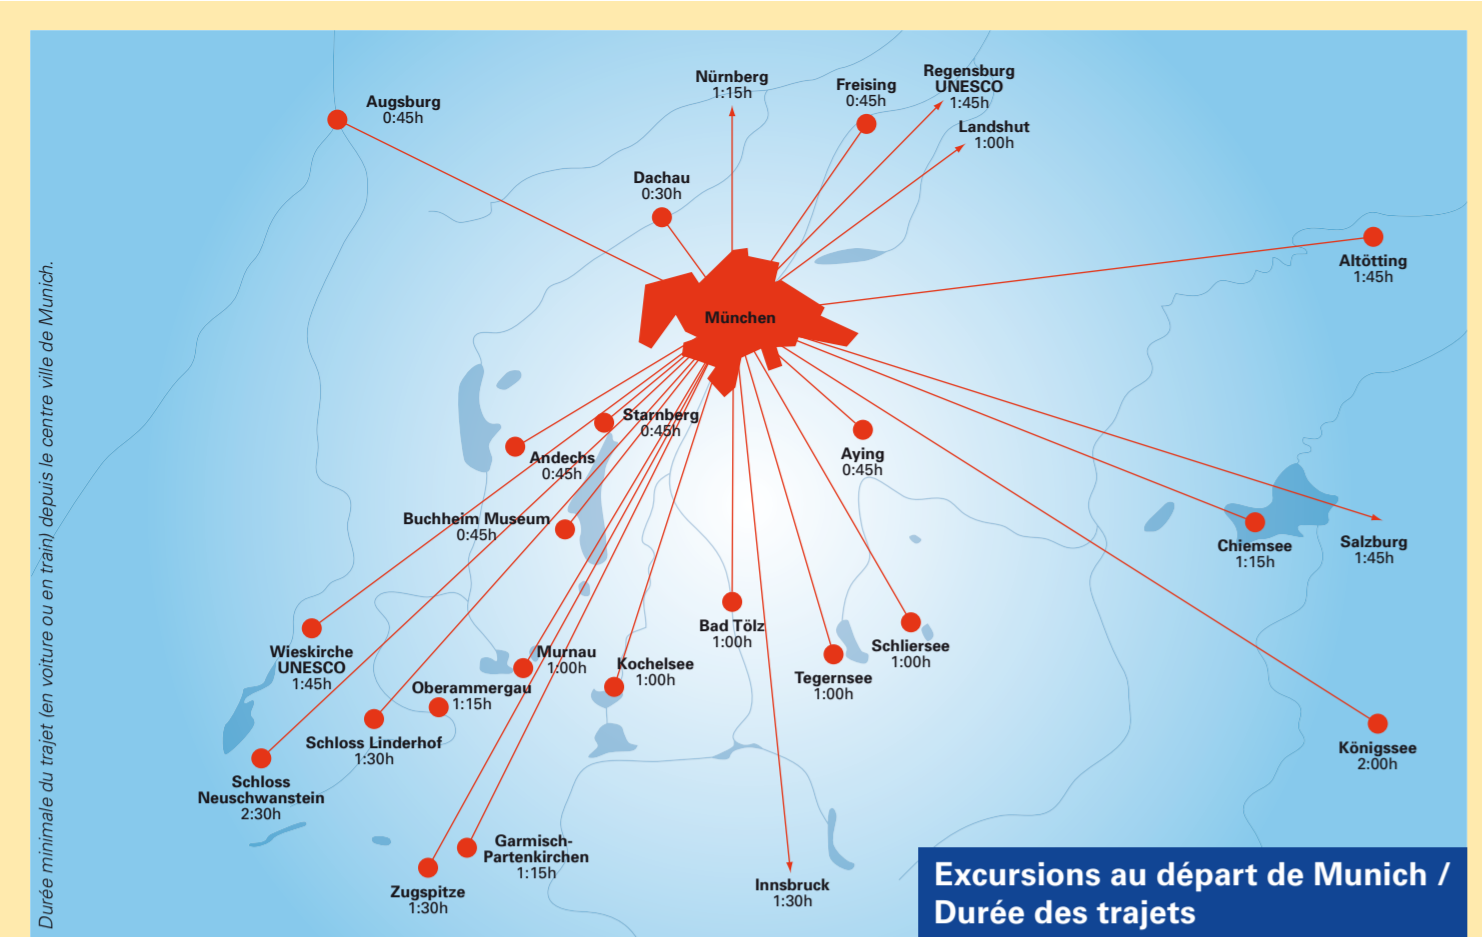 Nürnberg
1:15h
Freising
0:45h
Regensburg
UNESCO
1:45h
Augsburg
0:45h
Landshut
1:00h
Dachau
0:30h
Altötting
1:45h
München
Starnberg
0:45h
Andechs
0:45h
Aying
0:45h
Buchheim Museum
0:45h
Chiemsee
1:15h
Salzburg
1:45h
Bad Tölz
1:00h
Wieskirche
UNESCO
1:45h
Murnau
1:00h
Kochelsee
1:00h
Schliersee
1:00h
Tegernsee
1:00h
Oberammergau
1:15h
Schloss Linderhof
1:30h
Königssee
2:00h
Schloss
Neuschwanstein
2:30h
Garmisch-
Partenkirchen
1:15h
Zugspitze
1:30h
Innsbruck
1:30h
Durée minimale du trajet (en voiture ou en train) depuis le centre ville de Munich.
Excursions au départ de Munich /
Durée des trajets